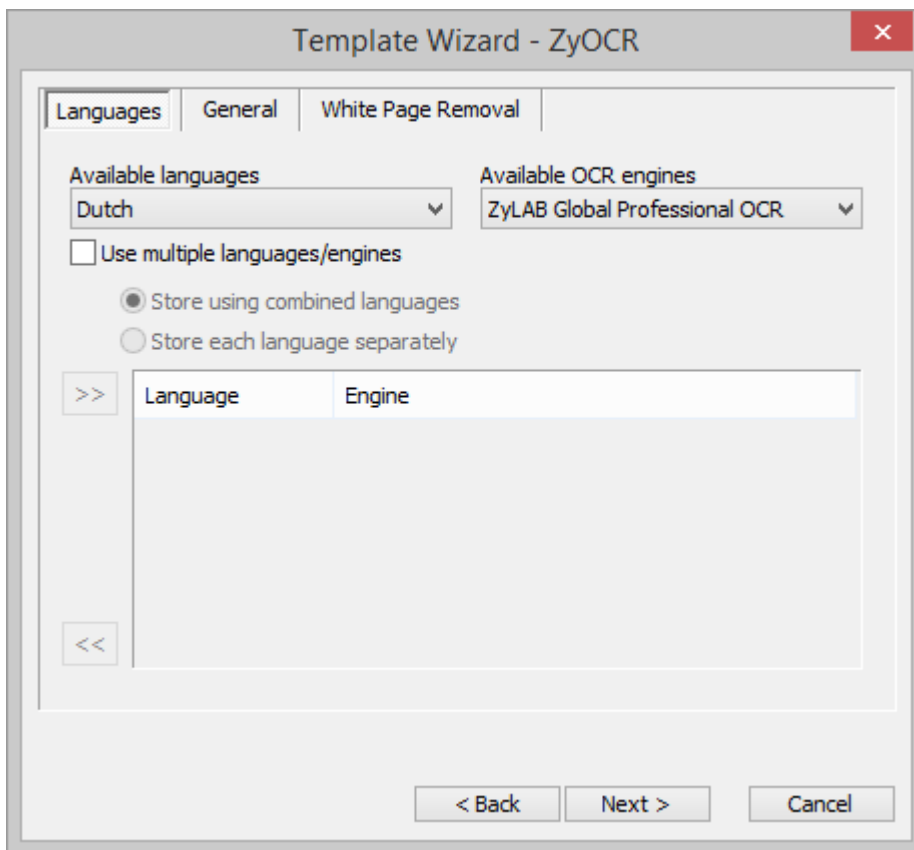 Template Wizard - ZyOCR
×
Languages General White Page Removal
Available languages Available OCR engines
Dutch ZyLAB Global Professional OCR
Use multiple languages/engines
Store using combined languages
Store each language separately
>> Language Engine
<<
< Back Next > Cancel